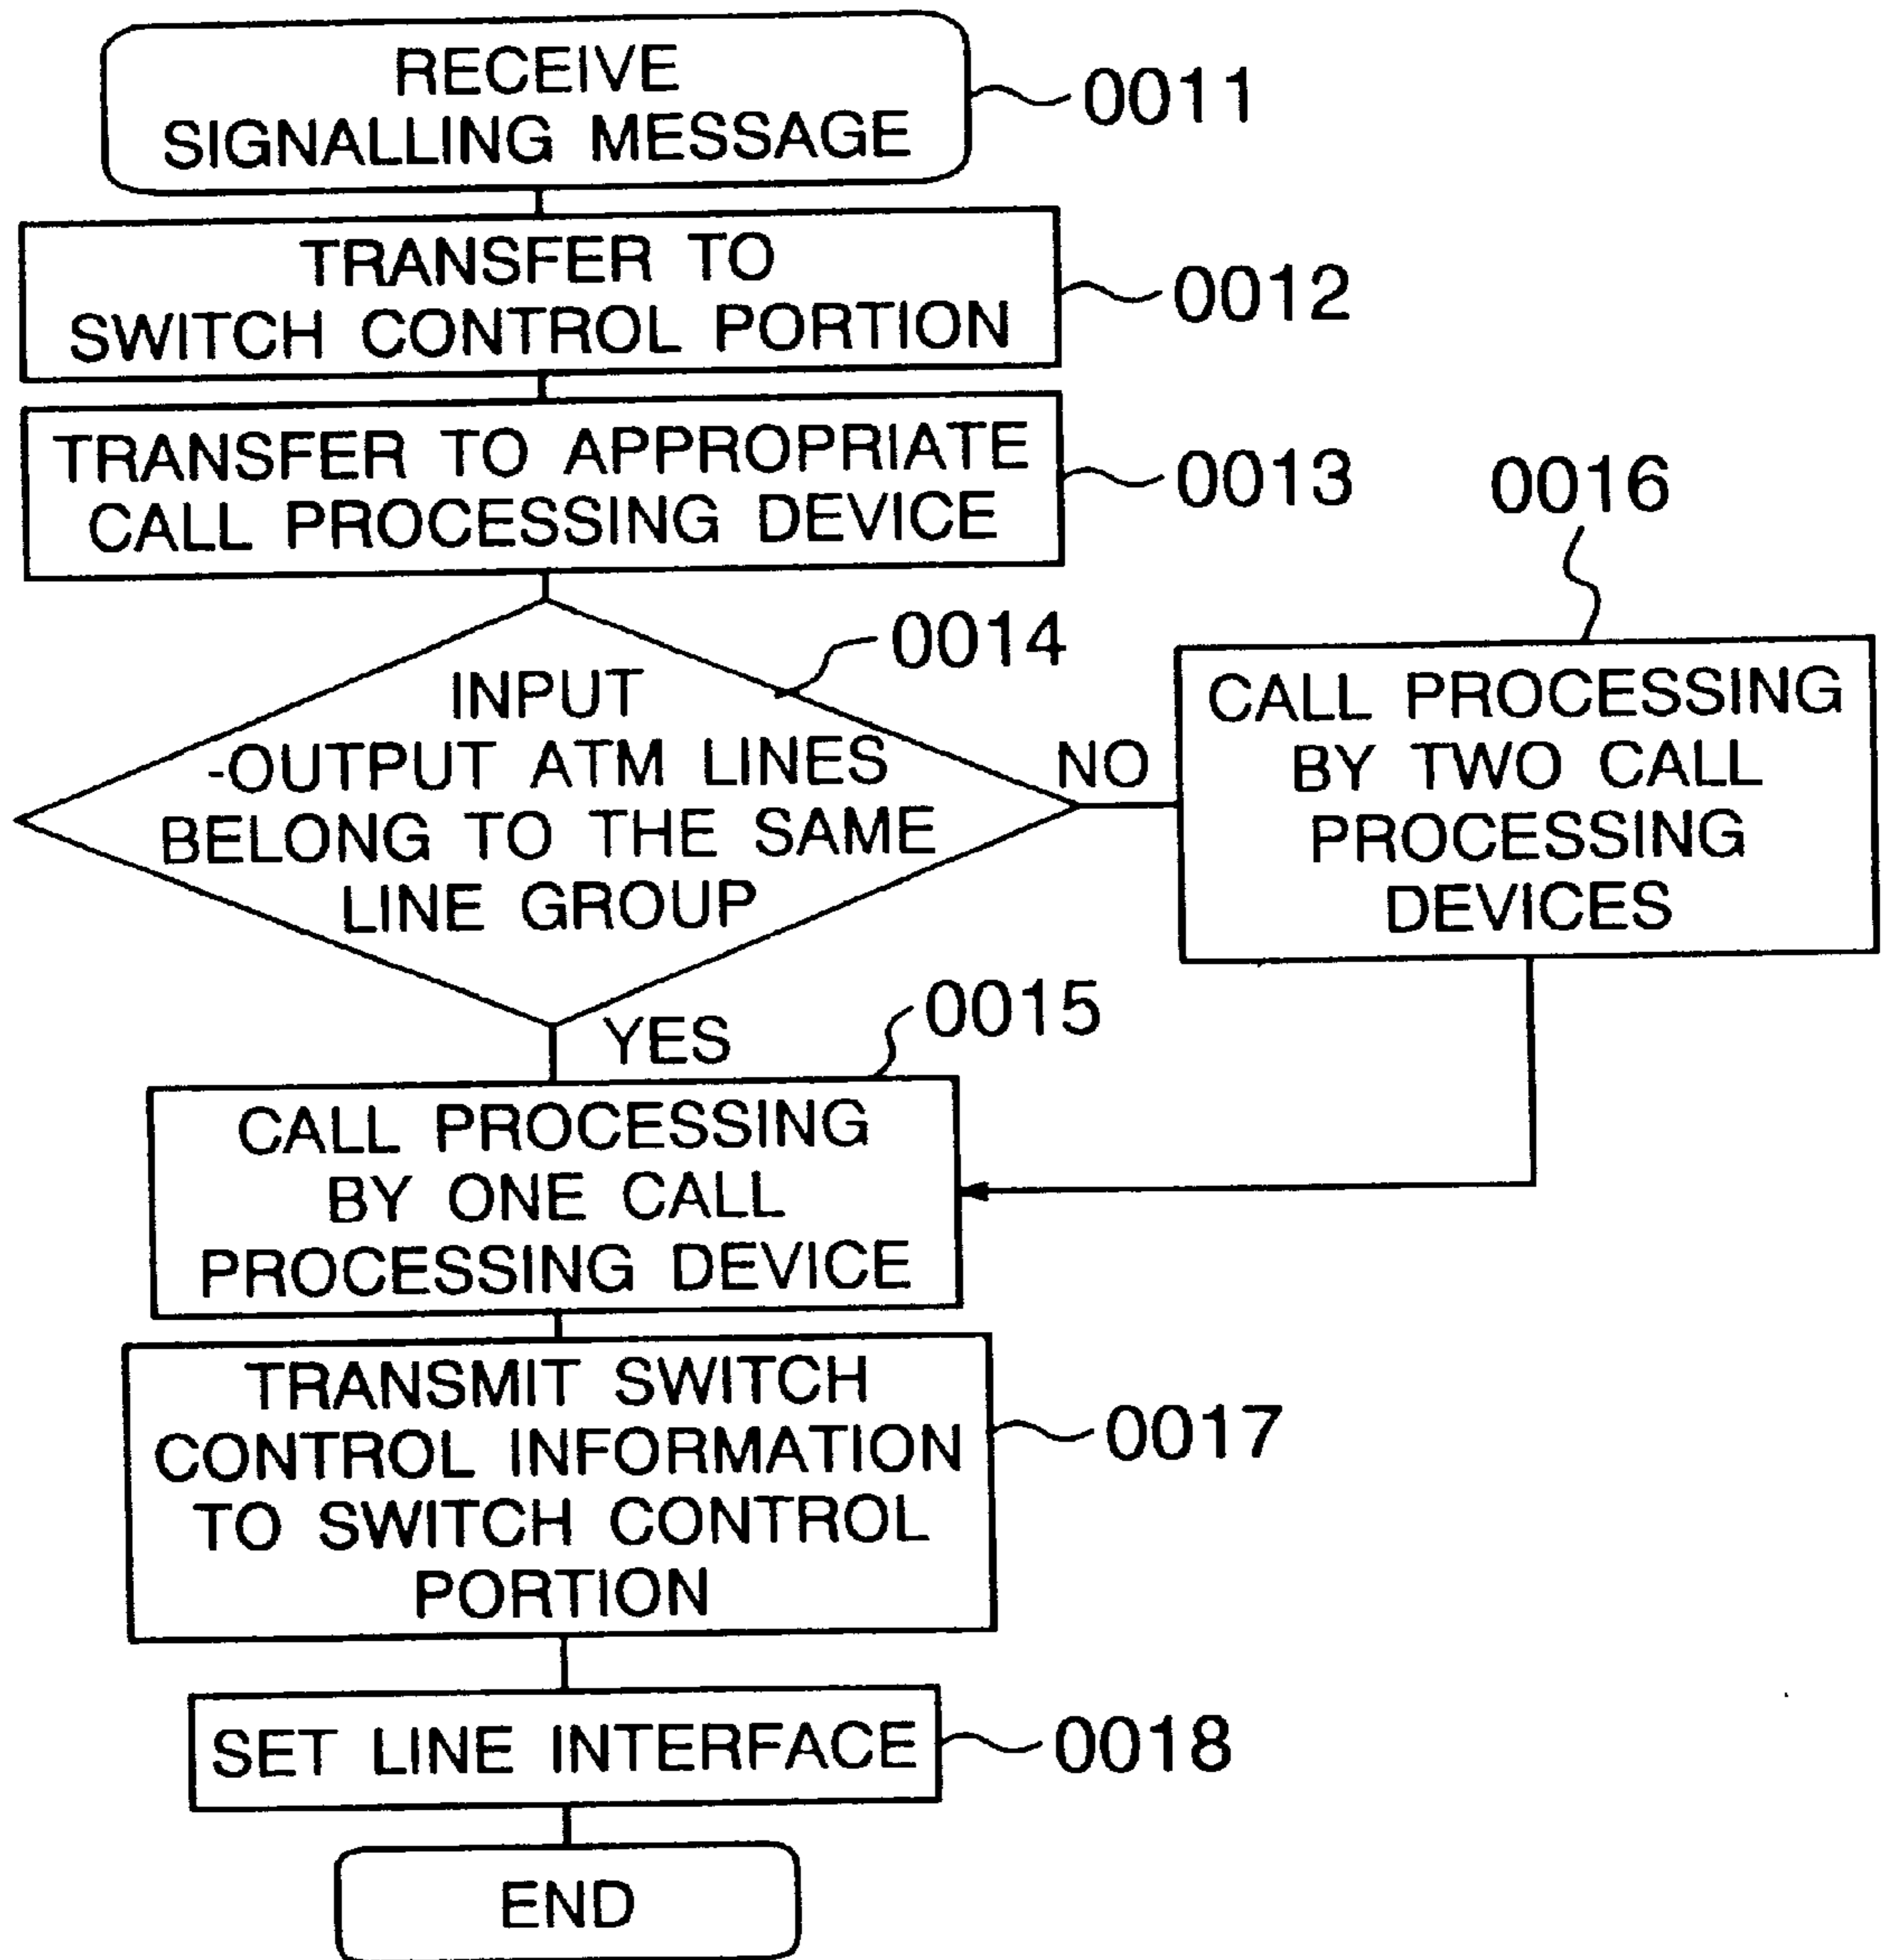 RECEIVE
SIGNALLING MESSAGE
0011
TRANSFER TO
SWITCH CONTROL PORTION
0012
TRANSFER TO APPROPRIATE
CALL PROCESSING DEVICE
0013
0016
0014
INPUT
-OUTPUT ATM LINES
BELONG TO THE SAME
LINE GROUP
NO
CALL PROCESSING
BY TWO CALL
PROCESSING
DEVICES
YES
0015
CALL PROCESSING
BY ONE CALL
PROCESSING DEVICE
TRANSMIT SWITCH
CONTROL INFORMATION
TO SWITCH CONTROL
PORTION
0017
SET LINE INTERFACE
0018
END